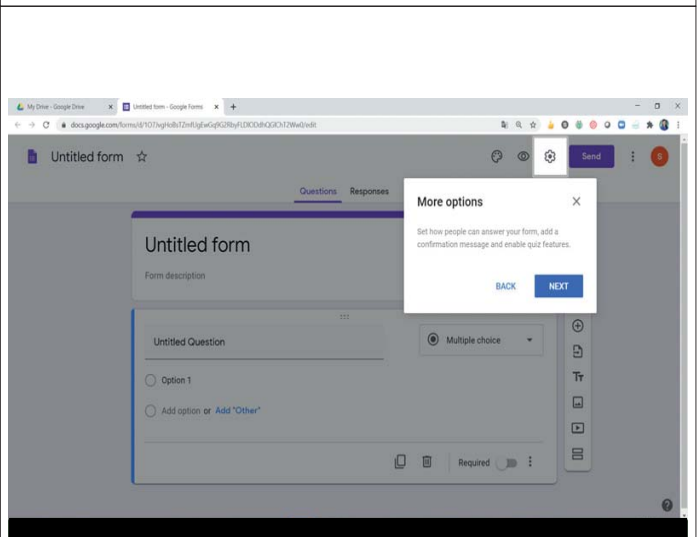 My Drive - Google Drive
Untitled form - Google Forms
Untitled form
Send
S
Questions Responses
More options
Set how people can answer your form, add a
confirmation message and enable quiz features.
BACK NEXT
Untitled form
Form description
Untitled Question
Multiple choice
Option 1
Add option or Add "Other"
Tт
Required